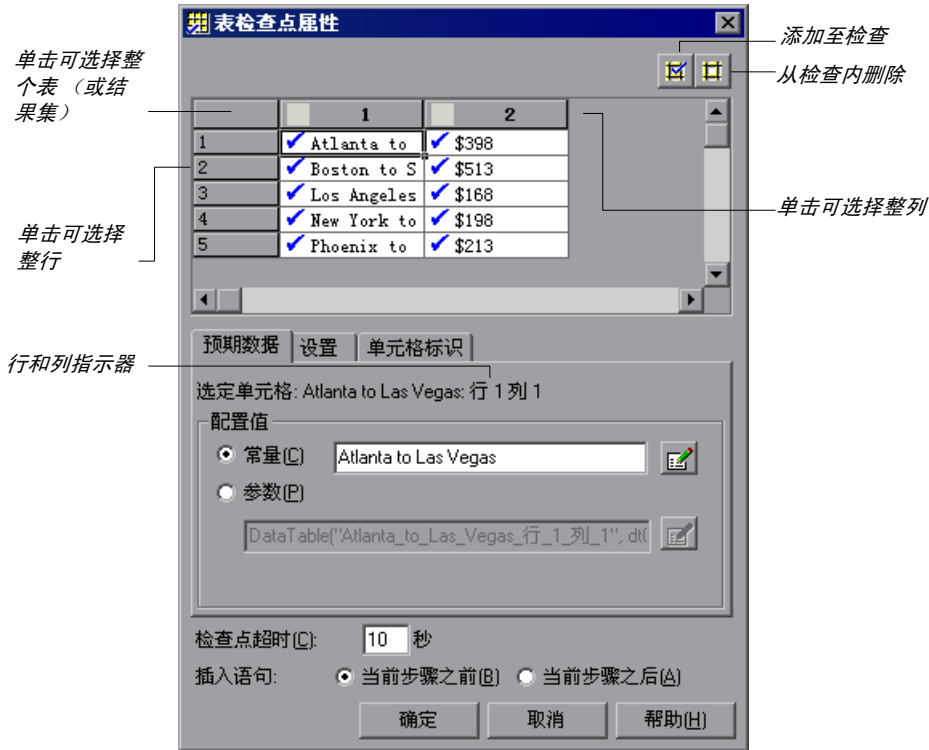 表检查点属性
添加至检查
单击可选择整
个表 （或结
果集）
从检查内删除
1 2
1 Atlanta to $398
2 Boston to S $513
3 Los Angeles $168
4 New York to $198
5 Phoenix to $213
单击可选择整列
单击可选择
整行
预期数据 设置 单元格标识
行和列指示器
选定单元格: Atlanta to Las Vegas: 行 1 列 1
配置值
常量(C) Atlanta to Las Vegas
参数(P)
DataTable("Atlanta_to_Las_Vegas_行_1_列_1", dt(
检查点超时(C): 10 秒
插入语句: 当前步骤之前(B) 当前步骤之后(A)
确定 取消 帮助(H)